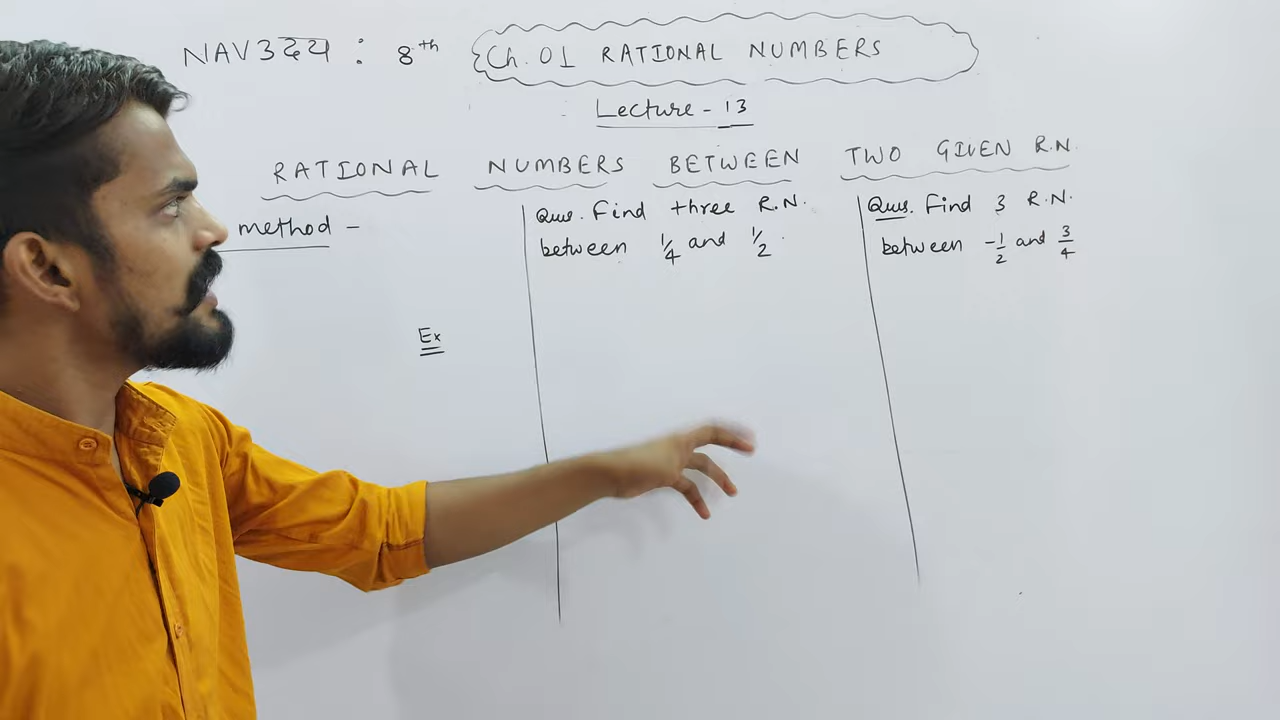 NAV3दय : 8th
Ch. 01 RATIONAL NUMBERS
Lecture - 13
RATIONAL NUMBERS BETWEEN TWO GIVEN R.N.
method -
Ex
Ques. Find three R.N.
between 1/4 and 1/2.
Ques. Find 3 R.N.
between -1/2 and 3/4